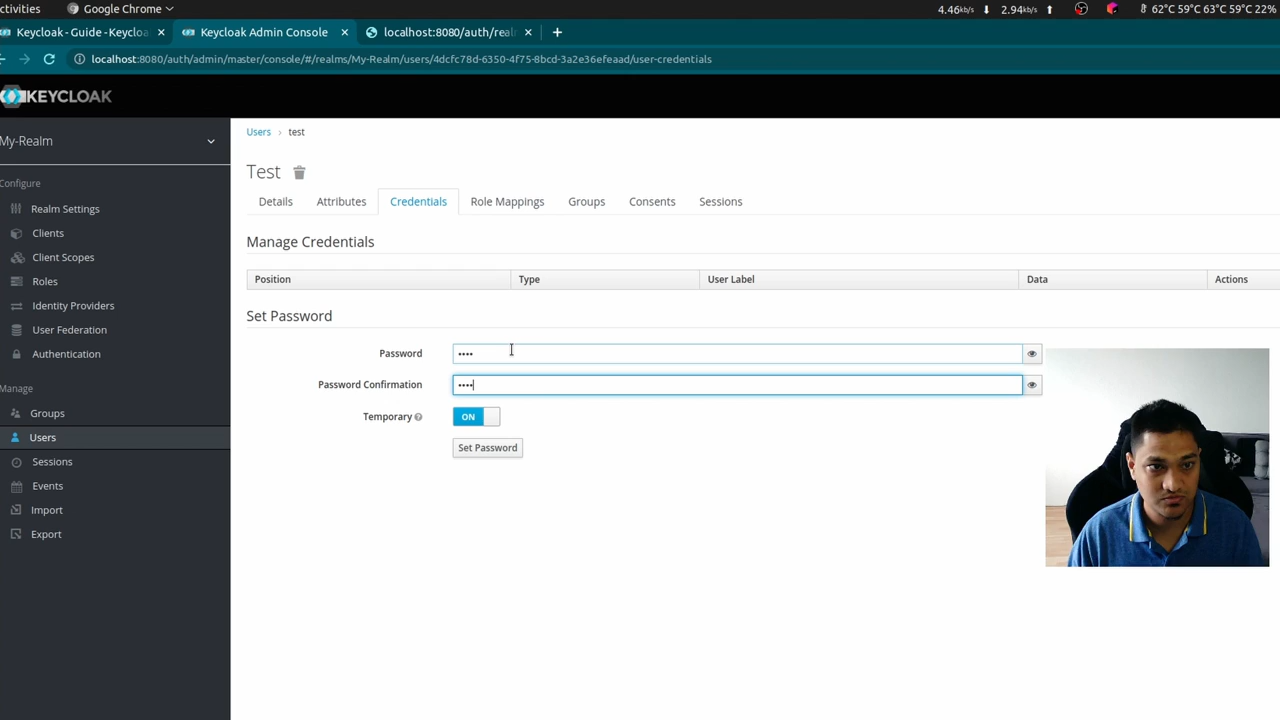 ctivities Google Chrome 4.46kb/s 2.94kb/s 62°C 59°C 63°C 59°C 22%
Keycloak - Guide - Keycloa Keycloak Admin Console localhost:8080/auth/rea
localhost:8080/auth/admin/master/console/#/realms/My-Realm/users/4dcfc78d-6350-4f75-8bcd-3a2e36efeaad/user-credentials
KEYCLOAK
My-Realm
Configure
Realm Settings
Clients
Client Scopes
Roles
Identity Providers
User Federation
Authentication
Manage
Groups
Users
Sessions
Events
Import
Export
Users › test
Test
Details Attributes Credentials Role Mappings Groups Consents Sessions
Manage Credentials
Position Type User Label Data Actions
Set Password
Password ••••
Password Confirmation ••••
Temporary ON
Set Password